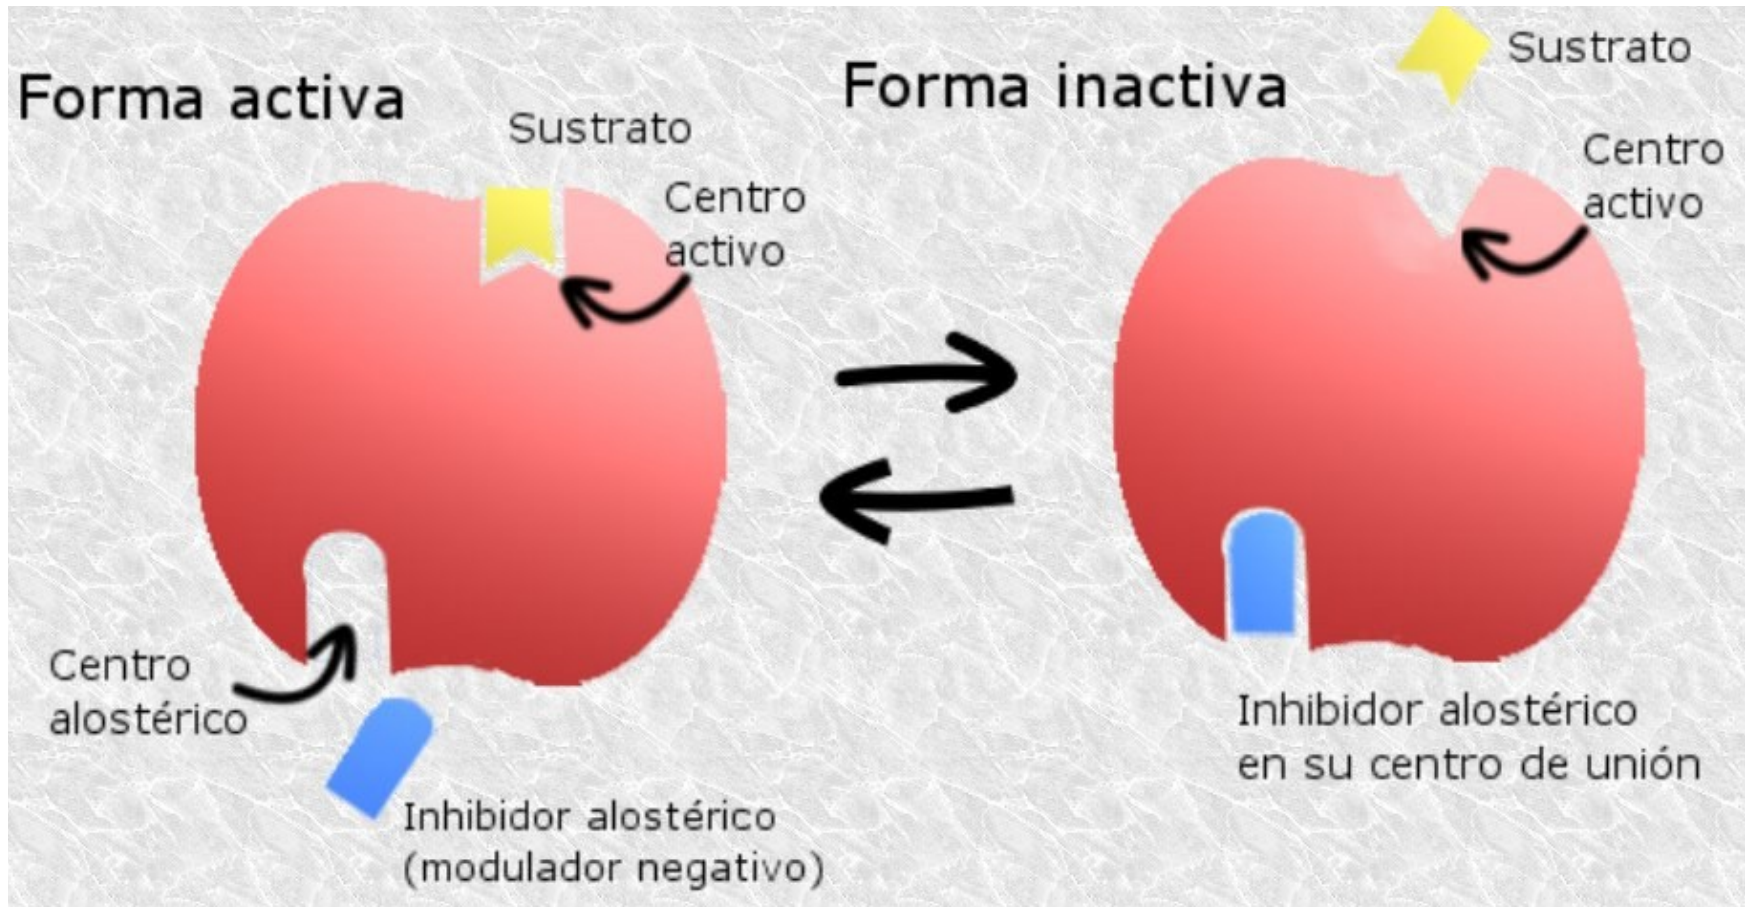 Forma activa
Sustrato
Centro
activo
Centro
alostérico
Inhibidor alostérico
(modulador negativo)
Forma inactiva
Sustrato
Centro
activo
Inhibidor alostérico
en su centro de unión